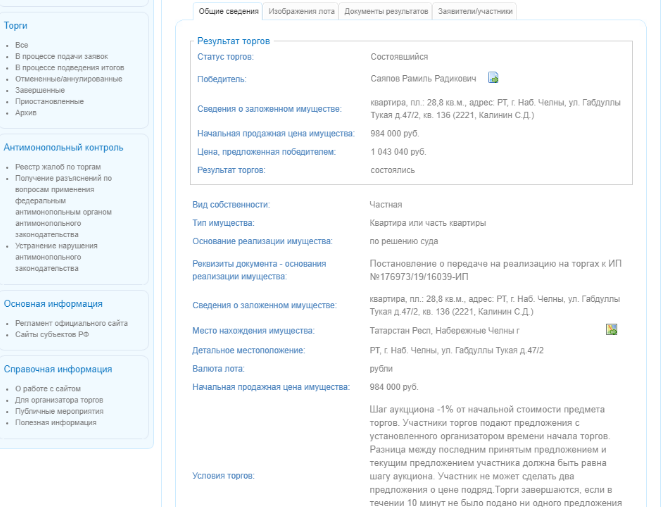 Торги
Все
В процессе подачи заявок
В процессе подведения итогов
Отмененные/аннулированные
Завершенные
Приостановленные
Архив
Антимонопольный контроль
Реестр жалоб по торгам
Получение разъяснений по
вопросам применения
федеральным
антимонопольным органом
антимонопольного
законодательства
Устранение нарушения
антимонопольного
законодательства
Основная информация
Регламент официального сайта
Сайты субъектов РФ
Справочная информация
О работе с сайтом
Для организатора торгов
Публичные мероприятия
Полезная информация
Общие сведения
Изображения лота
Документы результатов
Заявители/участники
Результат торгов
Статус торгов: Состоявшийся
Победитель: Саяпов Рамиль Радикович
Сведения о заложенном имуществе: квартира, пл.: 28,8 кв.м., адрес: РТ, г. Наб. Челны, ул. Габдуллы
Тукая д.47/2, кв. 136 (2221, Калинин С.Д.)
Начальная продажная цена имущества: 984 000 руб.
Цена, предложенная победителем: 1 043 040 руб.
Результат торгов: состоялись
Вид собственности: Частная
Тип имущества: Квартира или часть квартиры
Основание реализации имущества: по решению суда
Реквизиты документа - основания
реализации имущества:
Постановление о передаче на реализацию на торгах к ИП
№176973/19/16039-ИП
Сведения о заложенном имуществе: квартира, пл.: 28,8 кв.м., адрес: РТ, г. Наб. Челны, ул. Габдуллы
Тукая д.47/2, кв. 136 (2221, Калинин С.Д.)
Место нахождения имущества: Татарстан Респ, Набережные Челны г
Детальное местоположение: РТ, г. Наб. Челны, ул. Габдуллы Тукая д.47/2
Валюта лота: рубли
Начальная продажная цена имущества: 984 000 руб.
Условия торгов:
Шаг аукцциона -1% от начальной стоимости предмета
торгов. Участники торгов подают предложения с
установленного организатором времени начала торгов.
Разница между последним принятым предложением и
текущим предложением участника должна быть равна
шагу аукциона. Участник не может сделать два
предложения о цене подряд.Торги завершаются, если в
течении 10 минут не было подано ни одного предложения